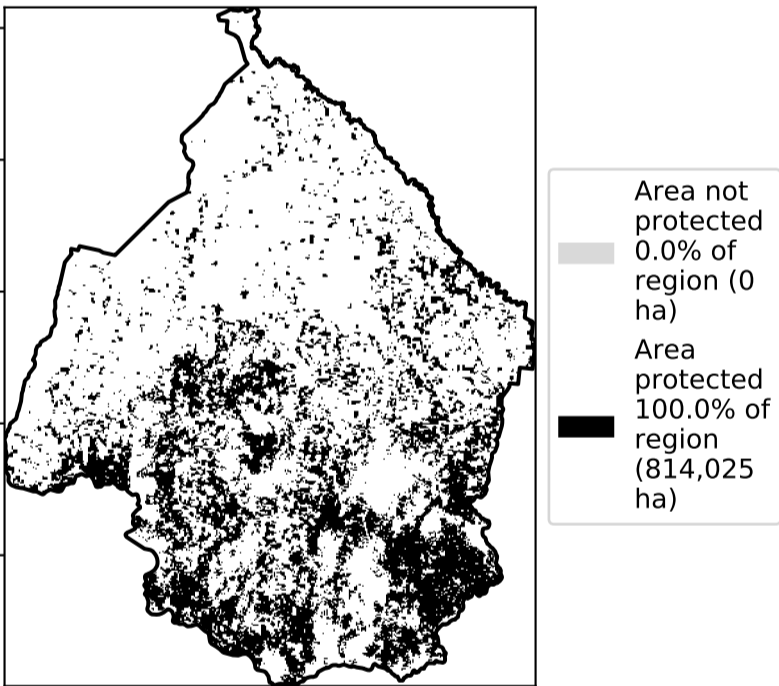 Area not
protected
0.0% of
region (0
ha)
Area
protected
100.0% of
region
(814,025
ha)